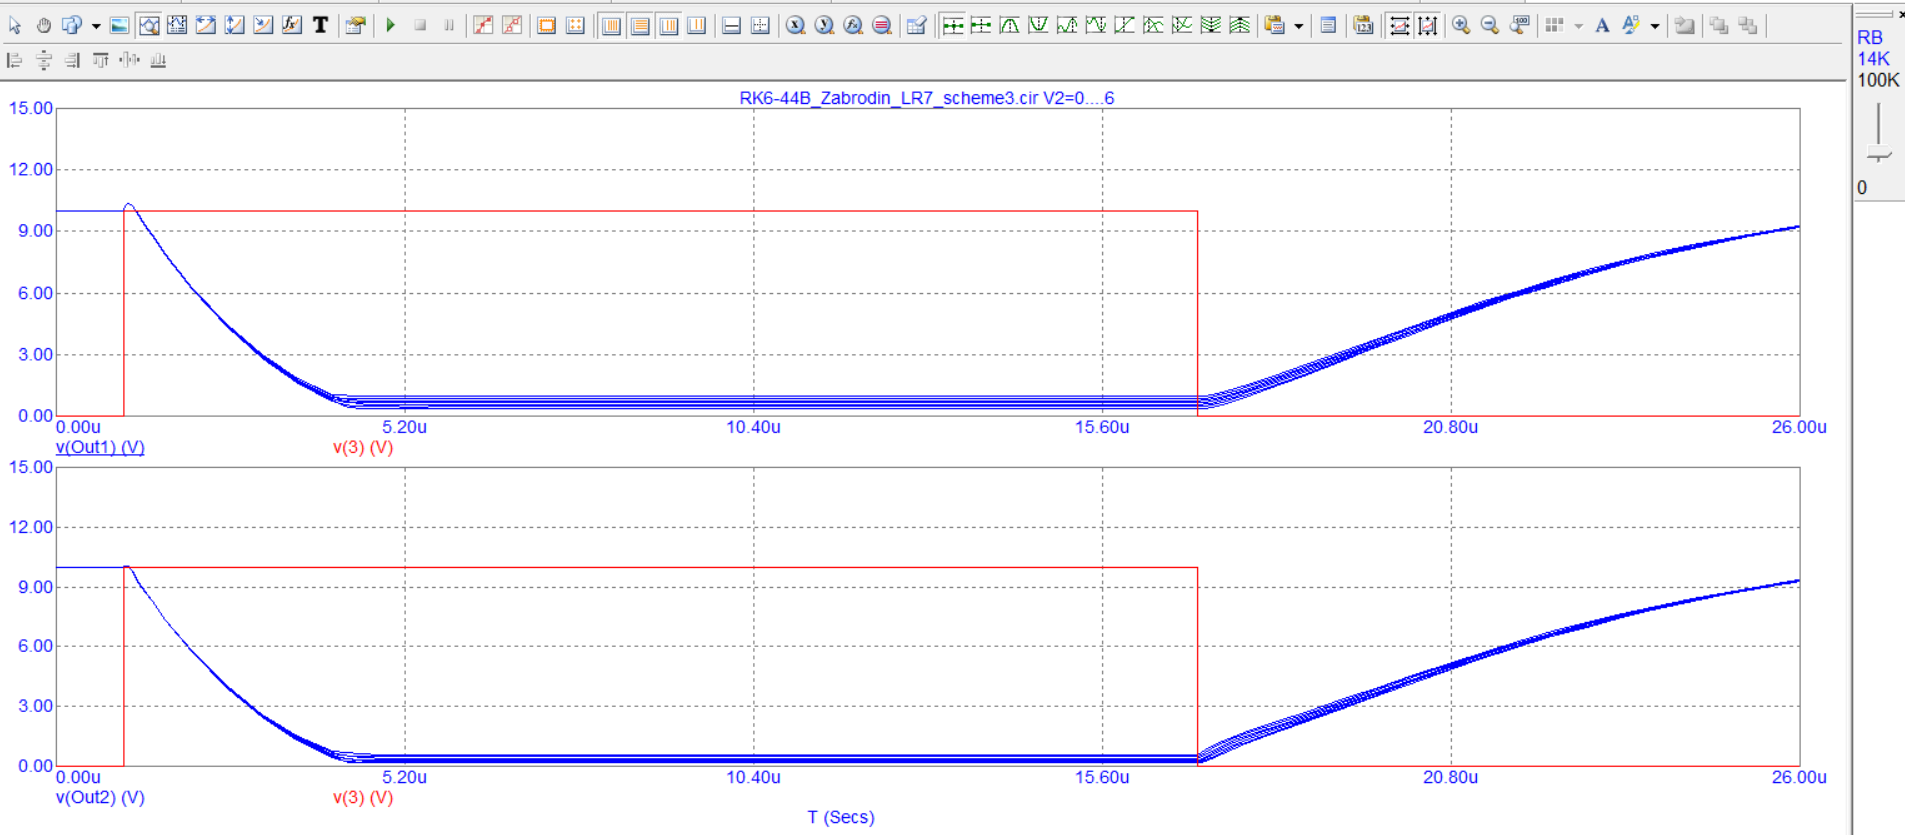 RB
14K
100K
0
RK6-44B_Zabrodin_LR7_scheme3.cir V2=0....6
15.00
12.00
9.00
6.00
3.00
0.00
0.00u 5.20u 10.40u 15.60u 20.80u 26.00u
v(Out1) (V) v(3) (V)
15.00
12.00
9.00
6.00
3.00
0.00
0.00u 5.20u 10.40u 15.60u 20.80u 26.00u
v(Out2) (V) v(3) (V)
T (Secs)